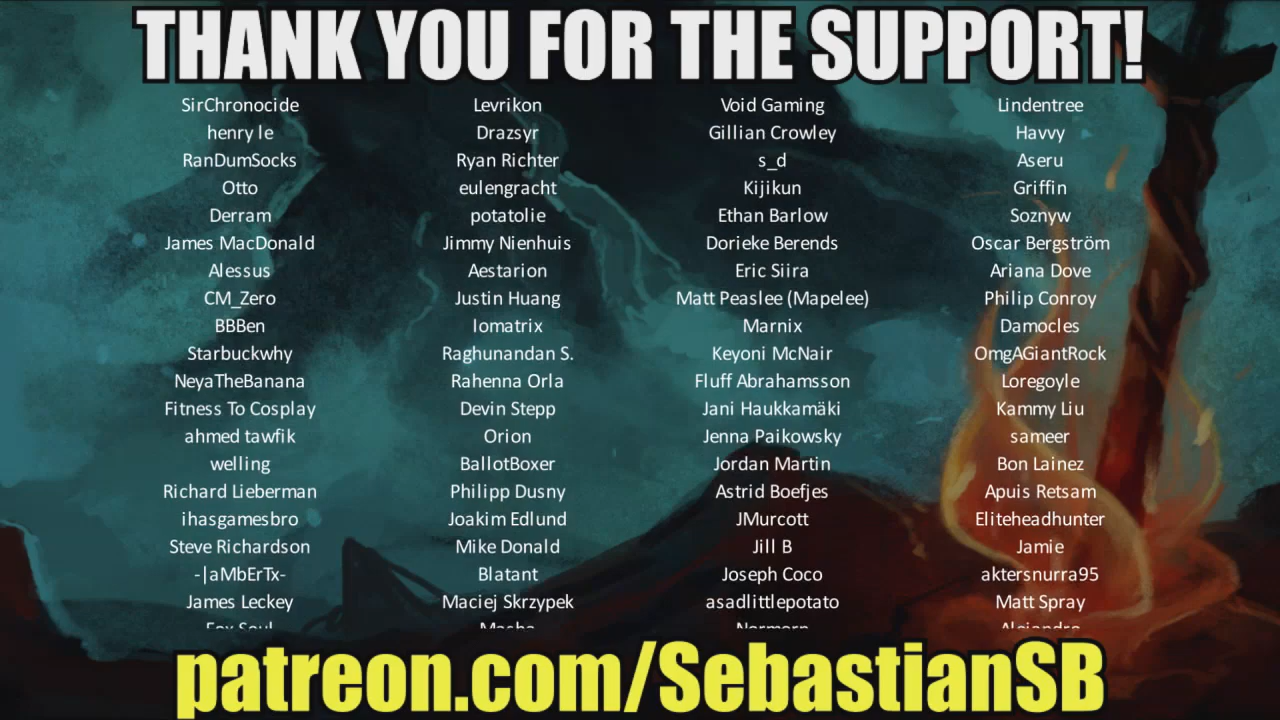 THANK YOU FOR THE SUPPORT!
SirChronocide Levrikon Void Gaming Lindentree
henry le Drazsyr Gillian Crowley Havvy
RanDumSocks Ryan Richter s_d Aseru
Otto eulengracht Kijikun Griffin
Derram potatolie Ethan Barlow Soznyw
James MacDonald Jimmy Nienhuis Dorieke Berends Oscar Bergström
Alessus Aestarion Eric Siira Ariana Dove
CM_Zero Justin Huang Matt Peaslee (Mapelee) Philip Conroy
BBBen Iomatrix Marnix Damocles
Starbuckwhy Raghunandan S. Keyoni McNair OmgAGiantRock
NeyaTheBanana Rahenna Orla Fluff Abrahamsson Loregoyle
Fitness To Cosplay Devin Stepp Jani Haukkamäki Kammy Liu
ahmed tawfik Orion Jenna Paikowsky sameer
welling BallotBoxer Jordan Martin Bon Lainez
Richard Lieberman Philipp Dusny Astrid Boefjes Apuis Retsam
ihasgamesbro Joakim Edlund JMurcott Eliteheadhunter
Steve Richardson Mike Donald Jill B Jamie
-|aMbErTx- Blatant Joseph Coco aktersnurra95
James Leckey Maciej Skrzypek asadlittlepotato Matt Spray
patreon.com/SebastianSB